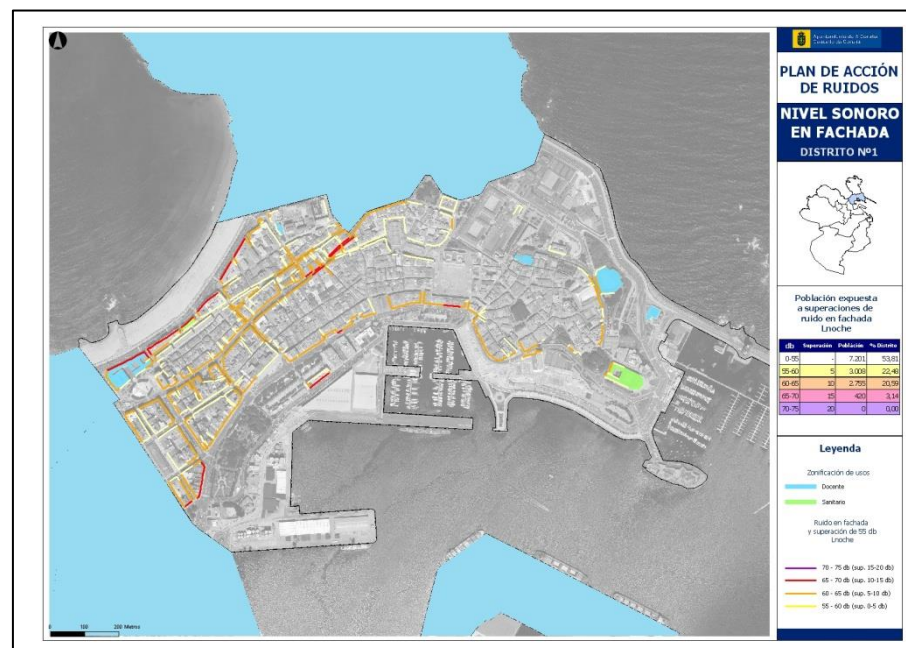 Ayuntamiento de A Coruña
Concello da Coruña
PLAN DE ACCIÓN
DE RUIDOS
NIVEL SONORO
EN FACHADA
DISTRITO Nº1
Población expuesta
a superaciones de
ruido en fachada
Lnoche
db Superación Población % Distrito
0-55 - 7.201 53,81
55-60 5 3.008 22,48
60-65 10 2.755 20,59
65-70 15 420 3,14
70-75 20 0 0,00
Leyenda
Zonificación de usos
Docente
Sanitario
Ruido en fachada
y superación de 55 db
Lnoche
70 - 75 db (sup. 15-20 db)
65 - 70 db (sup. 10-15 db)
60 - 65 db (sup. 5-10 db)
55 - 60 db (sup. 0-5 db)
0 100 200 Metros